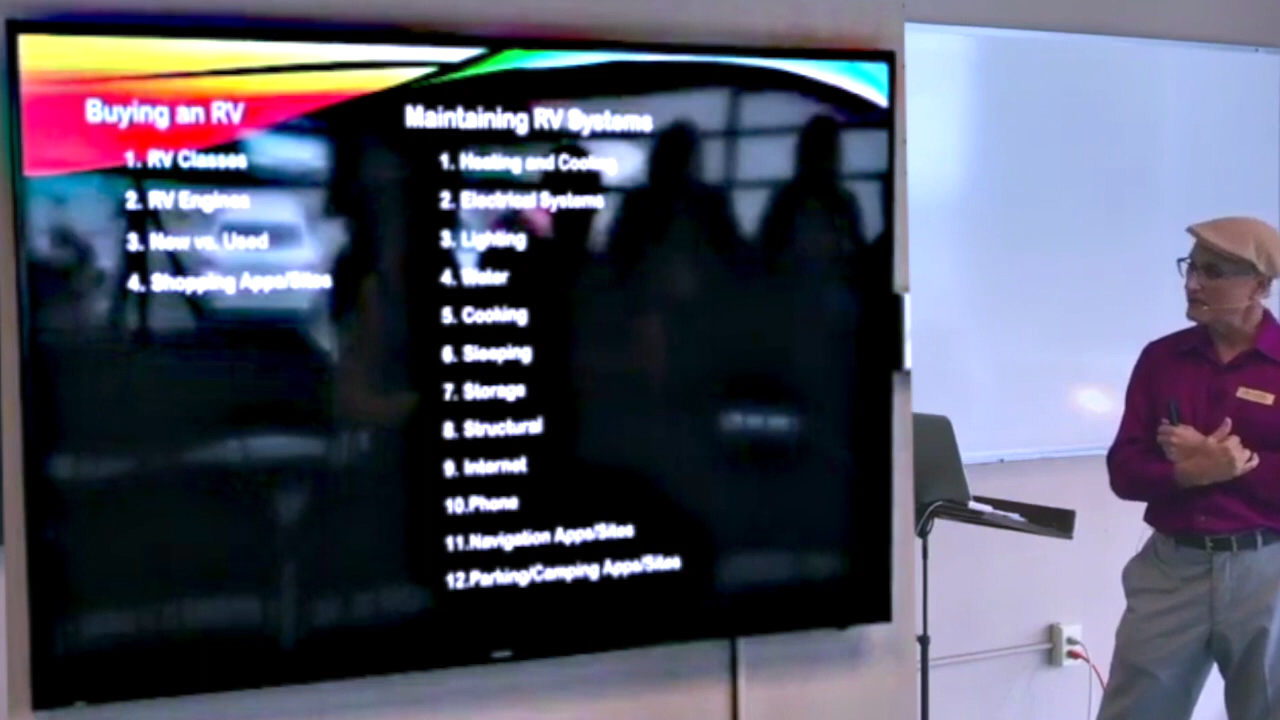 Buying an RV
1. RV Classes
2. RV Engines
3. New vs. Used
4. Shopping Apps/Sites
Maintaining RV Systems
1. Heating and Cooling
2. Electrical Systems
3. Lighting
4. Water
5. Cooking
6. Sleeping
7. Storage
8. Structural
9. Internet
10.Phone
11.Navigation Apps/Sites
12.Parking/Camping Apps/Sites